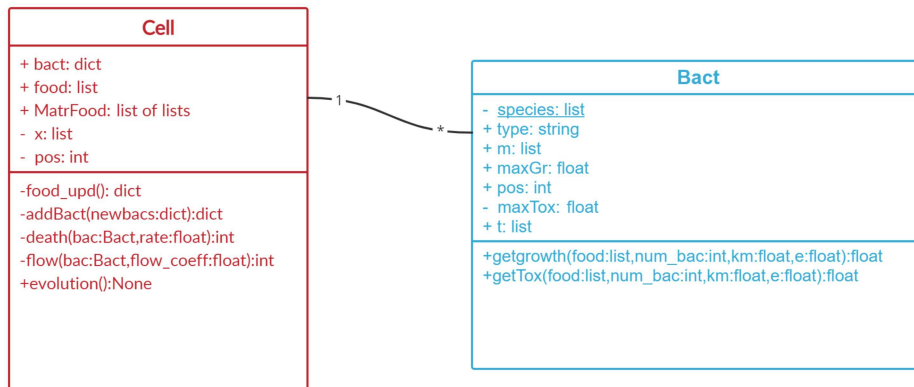 Cell
+ bact: dict
+ food: list
+ MatrFood: list of lists
- x: list
- pos: int
-food_upd(): dict
-addBact(newbacs:dict):dict
-death(bac:Bact,rate:float):int
-flow(bac:Bact,flow_coeff:float):int
+evolution():None
1
*
Bact
- species: list
+ type: string
+ m: list
+ maxGr: float
+ pos: int
- maxTox: float
+ t: list
+getgrowth(food:list,num_bac:int,km:float,e:float):float
+getTox(food:list,num_bac:int,km:float,e:float):float